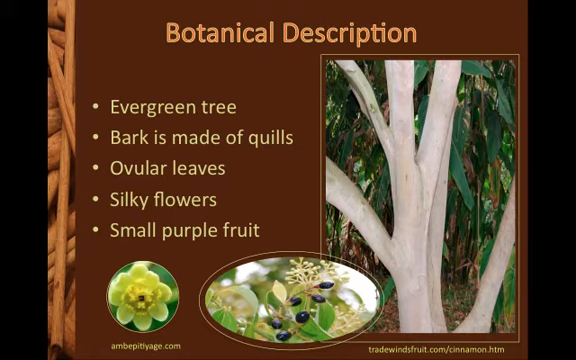 Botanical Description
• Evergreen tree
• Bark is made of quills
• Ovular leaves
• Silky flowers
• Small purple fruit
ambepitiyage.com
tradewindsfruit.com/cinnamon.htm